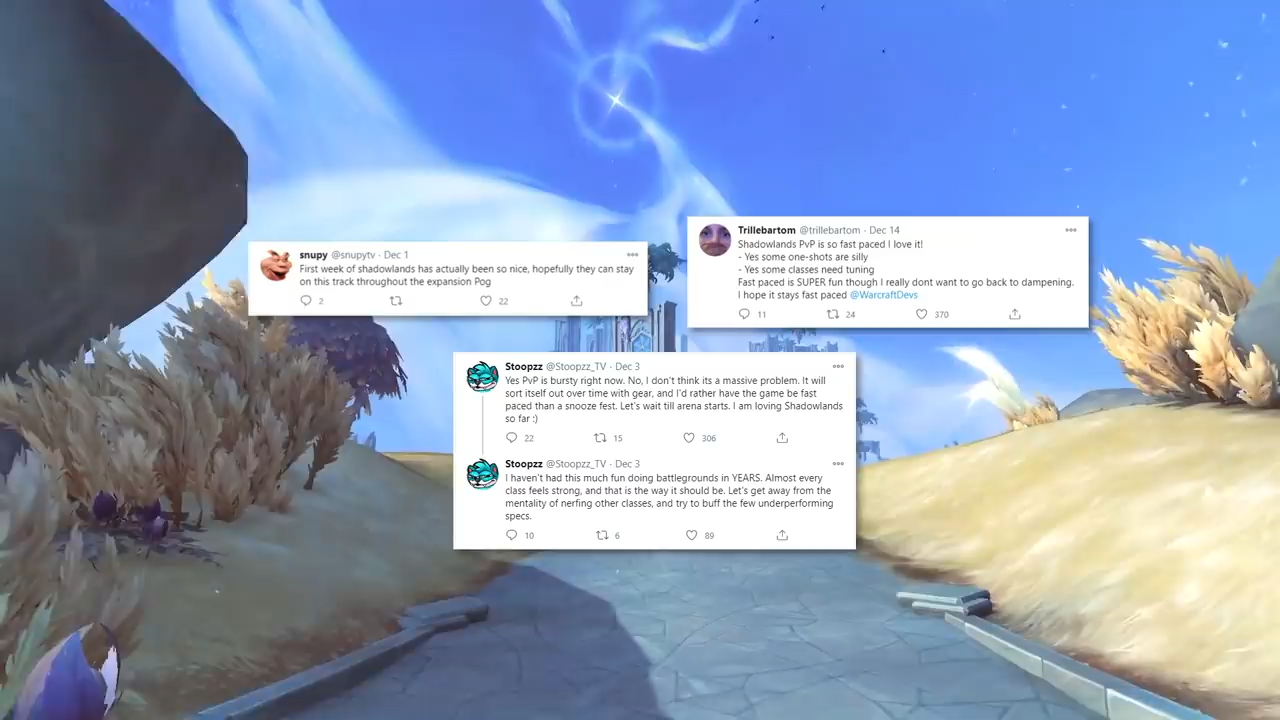 snupy @snupytv · Dec 1
First week of shadowlands has actually been so nice, hopefully they can stay
on this track throughout the expansion Pog
2 22
Trillebartom @trillebartom · Dec 14
Shadowlands PvP is so fast paced I love it!
- Yes some one-shots are silly
- Yes some classes need tuning
Fast paced is SUPER fun though I really dont want to go back to dampening.
I hope it stays fast paced @WarcraftDevs
11 24 370
Stoopzz @Stoopzz_TV · Dec 3
Yes PvP is bursty right now. No, I don't think its a massive problem. It will
sort itself out over time with gear, and I'd rather have the game be fast
paced than a snooze fest. Let's wait till arena starts. I am loving Shadowlands
so far :)
22 15 306
Stoopzz @Stoopzz_TV · Dec 3
I haven't had this much fun doing battlegrounds in YEARS. Almost every
class feels strong, and that is the way it should be. Let's get away from the
mentality of nerfing other classes, and try to buff the few underperforming
specs.
10 6 89